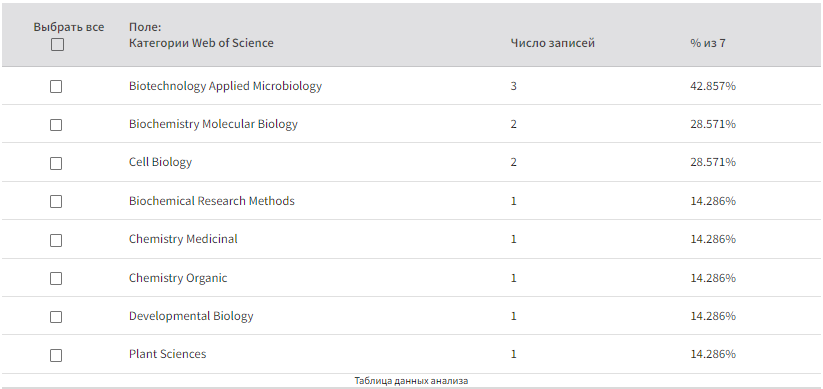 Выбрать все Поле:
Категории Web of Science Число записей % из 7
Biotechnology Applied Microbiology 3 42.857%
Biochemistry Molecular Biology 2 28.571%
Cell Biology 2 28.571%
Biochemical Research Methods 1 14.286%
Chemistry Medicinal 1 14.286%
Chemistry Organic 1 14.286%
Developmental Biology 1 14.286%
Plant Sciences 1 14.286%
Таблица данных анализа